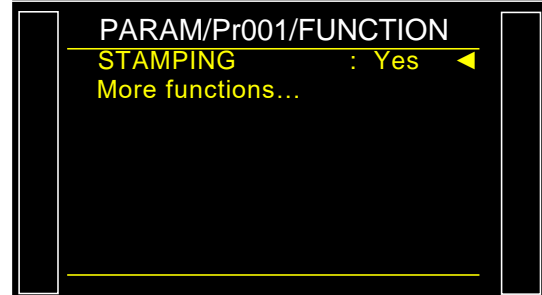 PARAM/Pr001/FUNCTION
STAMPING : Yes ◄
More functions...